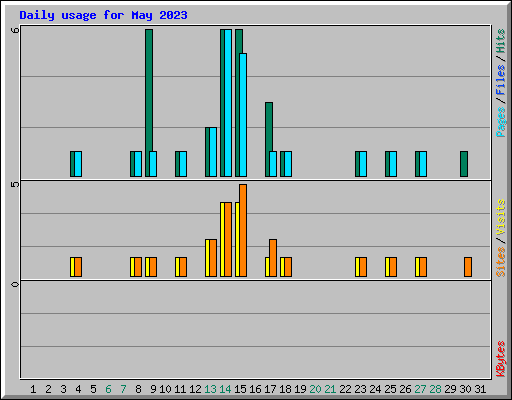 Daily usage for May 2023
6
5
0
Pages / Files / Hits
Sites / Visits
KBytes
1 2 3 4 5 6 7 8 9 10 11 12 13 14 15 16 17 18 19 20 21 22 23 24 25 26 27 28 29 30 31